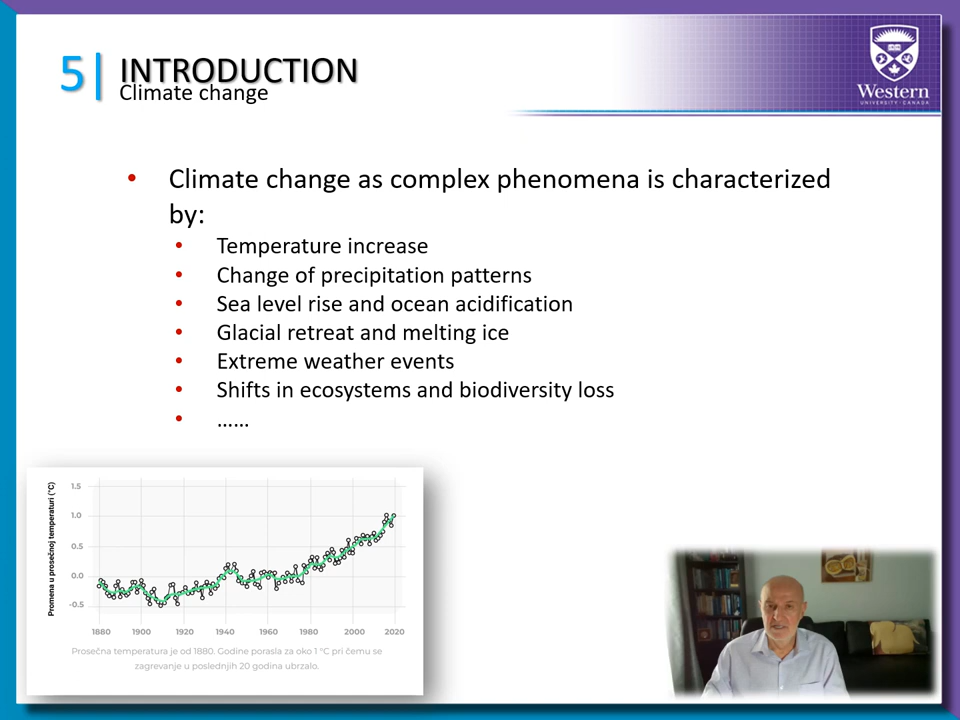 5|
INTRODUCTION
Climate change
Western
UNIVERSITY · CANADA
• Climate change as complex phenomena is characterized
by:
• Temperature increase
• Change of precipitation patterns
• Sea level rise and ocean acidification
• Glacial retreat and melting ice
• Extreme weather events
• Shifts in ecosystems and biodiversity loss
• ……
Promena u prosečnoj temperaturi (°C)
1.5
1.0
0.5
0.0
-0.5
1880 1900 1920 1940 1960 1980 2000 2020
Prosečna temperatura je od 1880. Godine porasla za oko 1 °C pri čemu se
zagrevanje u poslednjih 20 godina ubrzalo.